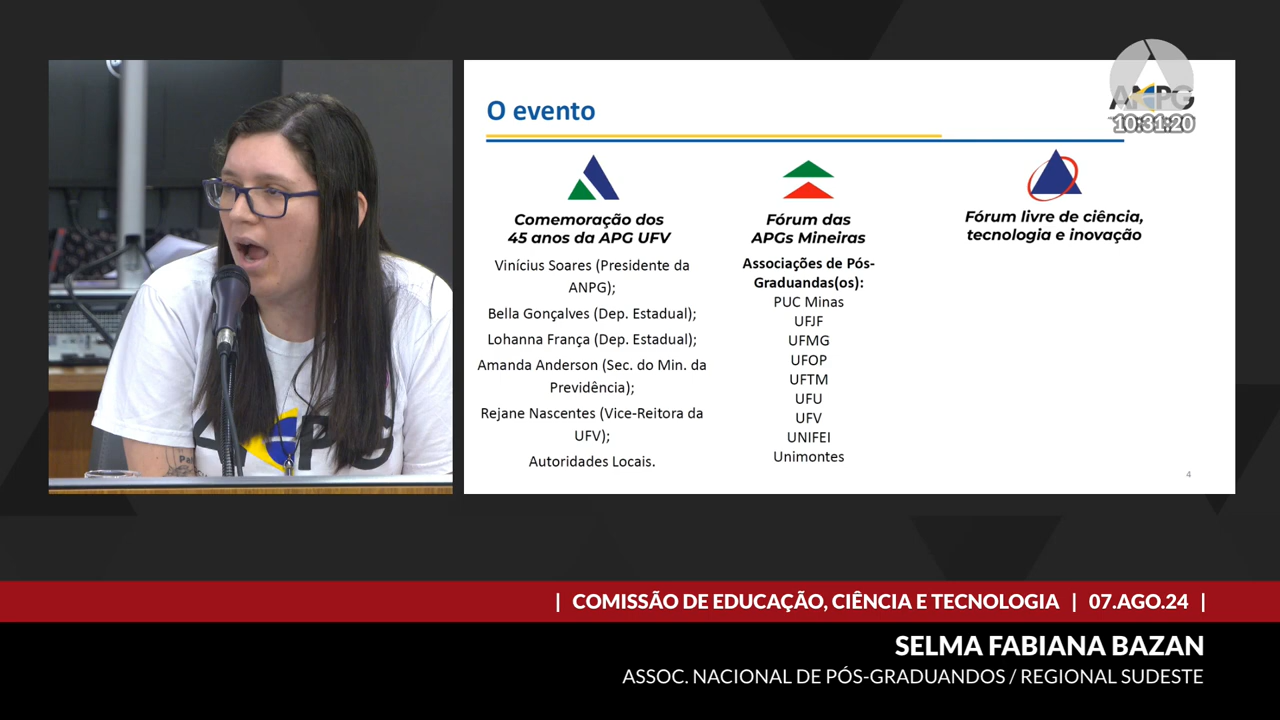 O evento
ANPG
10:31:20
Comemoração dos
45 anos da APG UFV
Vinícius Soares (Presidente da
ANPG);
Bella Gonçalves (Dep. Estadual);
Lohanna França (Dep. Estadual);
Amanda Anderson (Sec. do Min. da
Previdência);
Rejane Nascentes (Vice-Reitora da
UFV);
Autoridades Locais.
Fórum das
APGs Mineiras
Associações de Pós-
Graduandas(os):
PUC Minas
UFJF
UFMG
UFOP
UFTM
UFU
UFV
UNIFEI
Unimontes
Fórum livre de ciência,
tecnologia e inovação
4
ANPG
| COMISSÃO DE EDUCAÇÃO, CIÊNCIA E TECNOLOGIA | 07.AGO.24 |
SELMA FABIANA BAZAN
ASSOC. NACIONAL DE PÓS-GRADUANDOS / REGIONAL SUDESTE